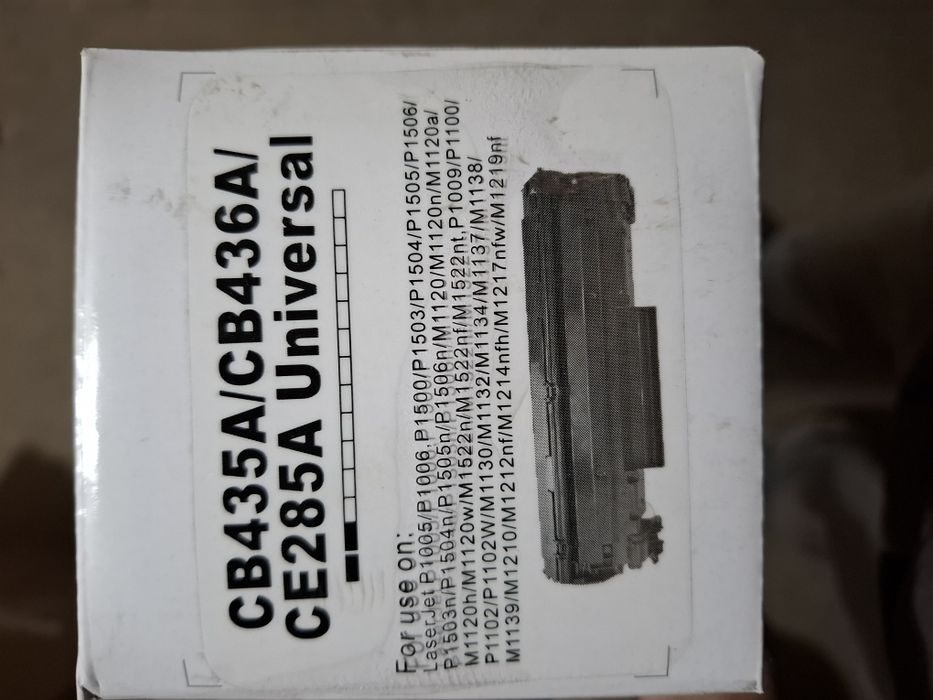 CB435A/CB436A/
CE285A Universal
For use on:
LaserJet P1005/P1006,P1500/P1503/P1504/P1505/P1506/
P1503n/P1504n/P1505n/P1506n/M1120/M1120n/M1120a/
M1120h/M1120w/M1522n/M1522nf/M1522nt,P1009/P1100/
P1102/P1102W/M1130/M1132/M1134/M1137/M1138/
M1139/M1210/M1212nf/M1214nfh/M1217nfw/M1219nf